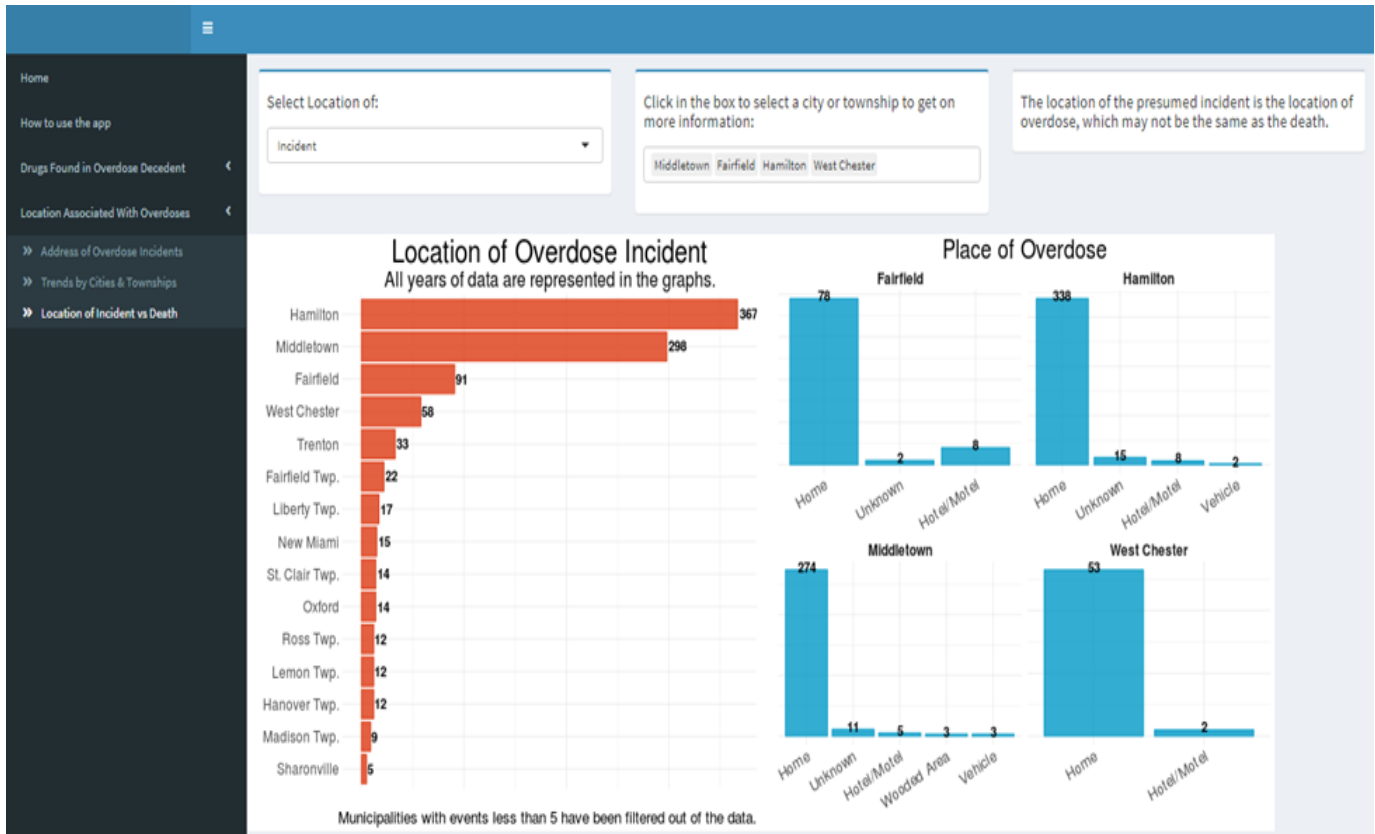 Home
How to use the app
Drugs Found in Overdose Decedent
Location Associated With Overdoses
Address of Overdose Incidents
Trends by Cities & Townships
Location of Incident vs Death
Select Location of:
Incident
Click in the box to select a city or township to get on
more information:
Middletown Fairfield Hamilton West Chester
The location of the presumed incident is the location of
overdose, which may not be the same as the death.
Location of Overdose Incident
All years of data are represented in the graphs.
Hamilton 367
Middletown 298
Fairfield 91
West Chester 58
Trenton 33
Fairfield Twp. 22
Liberty Twp. 17
New Miami 15
St. Clair Twp. 14
Oxford 14
Ross Twp. 12
Lemon Twp. 12
Hanover Twp. 12
Madison Twp. 9
Sharonville 5
Municipalities with events less than 5 have been filtered out of the data.
Place of Overdose
Fairfield
78 2 8
Home Unknown Hotel/Motel
Hamilton
338 15 8 2
Home Unknown Hotel/Motel Vehicle
Middletown
274 11 5 3 3
Home Unknown Hotel/Motel Wooded Area Vehicle
West Chester
53 2
Home Hotel/Motel